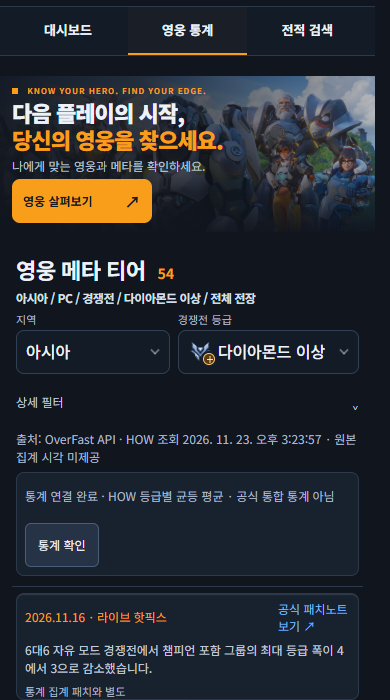 대시보드 영웅 통계 전적 검색
KNOW YOUR HERO. FIND YOUR EDGE.
다음 플레이의 시작,
당신의 영웅을 찾으세요.
나에게 맞는 영웅과 메타를 확인하세요.
영웅 살펴보기 ↗
영웅 메타 티어 54
아시아 / PC / 경쟁전 / 다이아몬드 이상 / 전체 전장
지역 경쟁전 등급
아시아 다이아몬드 이상
상세 필터
출처: OverFast API · HOW 조회 2026. 11. 23. 오후 3:23:57 · 원본
집계 시각 미제공
통계 연결 완료 · HOW 등급별 균등 평균 · 공식 통합 통계 아님
통계 확인
2026.11.16 · 라이브 핫픽스
공식 패치노트
보기 ↗
6대6 자유 모드 경쟁전에서 챔피언 포함 그룹의 최대 등급 폭이 4
에서 3으로 감소했습니다.
통계 집계 패치와 별도